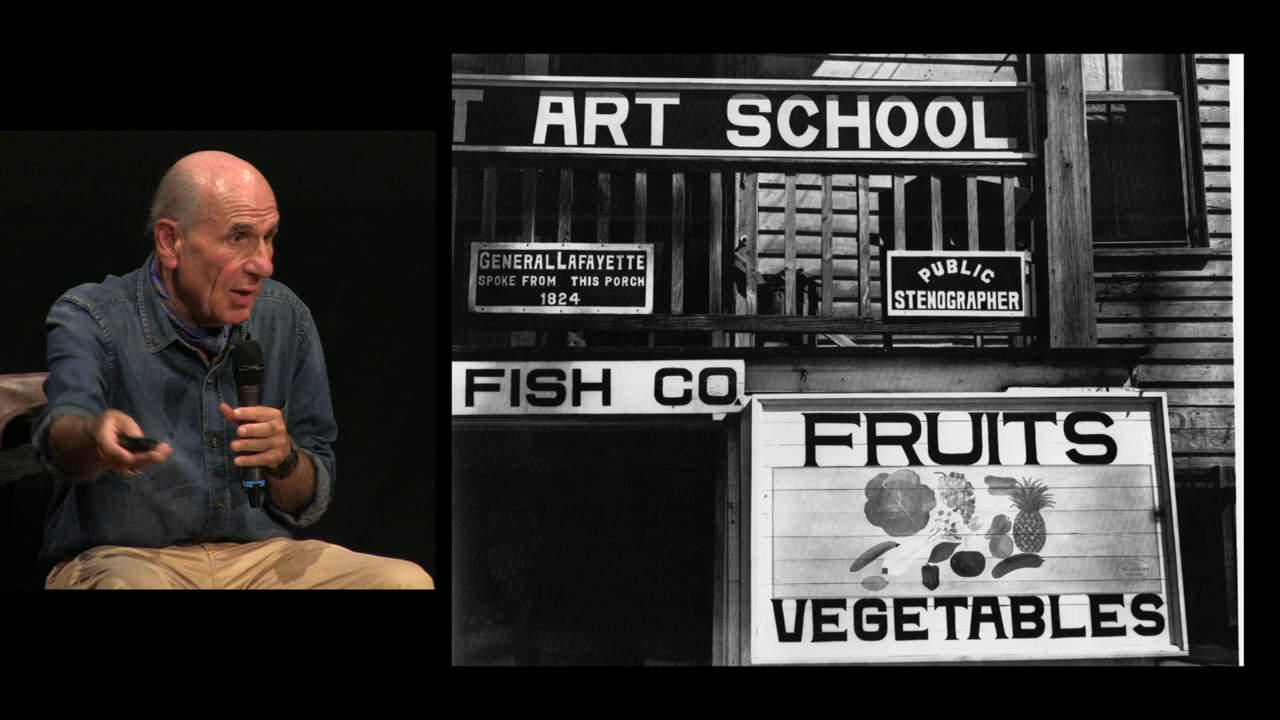 T ART SCHOOL
GENERAL LAFAYETTE
SPOKE FROM THIS PORCH
1824
PUBLIC
STENOGRAPHER
FISH CO.
FRUITS
VEGETABLES